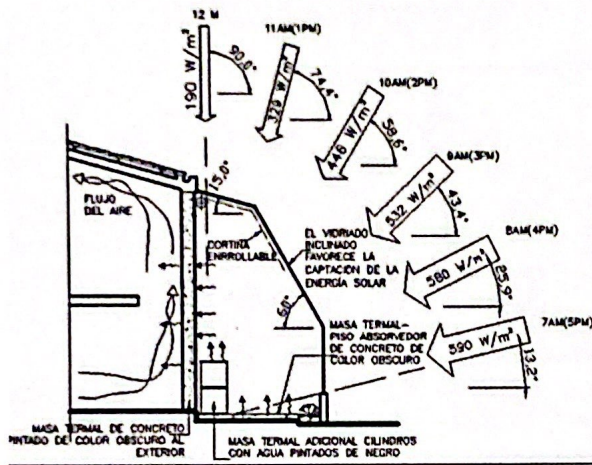 12 M
190 W/m²
90.0°
11AM(1PM)
329 W/m²
74.4°
10AM(2PM)
446 W/m²
58.6°
9AM(3PM)
532 W/m²
43.4°
8AM(4PM)
580 W/m²
25.9°
7AM(5PM)
590 W/m²
13.2°
FLUJO
DEL AIRE
15.0°
CORTINA
ENRROLLABLE
EL VIDRIADO
INCLINADO
FAVORECE LA
CAPTACION DE LA
ENERGÍA SOLAR
60°
MASA TERMAL-
PISO ABSORVEDOR
DE CONCRETO DE
COLOR OBSCURO
MASA TERMAL DE CONCRETO
PINTADO DE COLOR OBSCURO AL
EXTERIOR
MASA TERMAL ADICIONAL CILINDROS
CON AGUA PINTADOS DE NEGRO